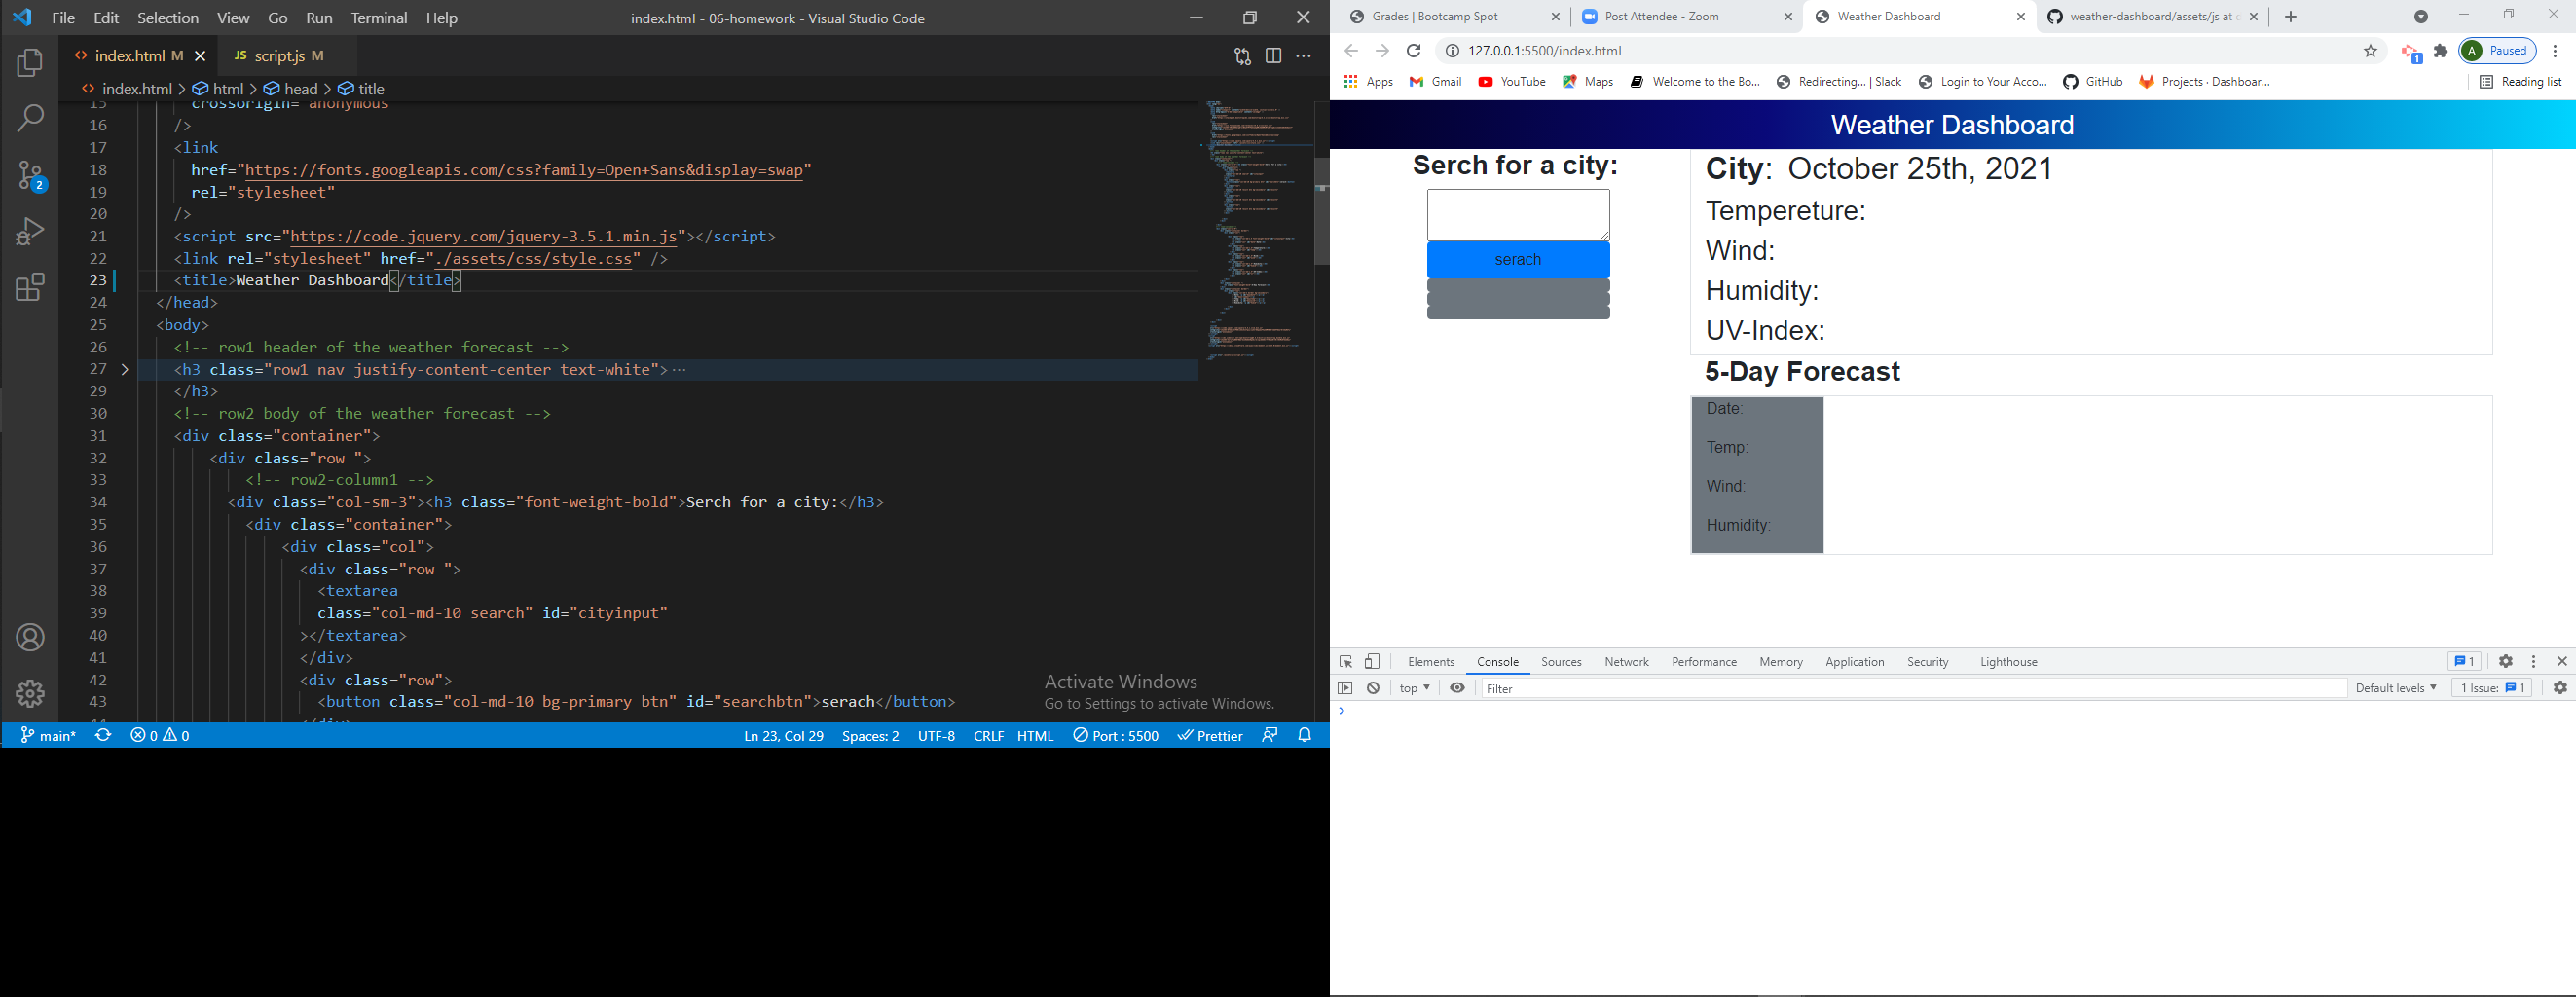 File Edit Selection View Go Run Terminal Help
index.html - 06-homework - Visual Studio Code
index.html M
JS script.js M
index.html > html > head > title
15 crossorigin="anonymous"
16 />
17 <link
18 href="https://fonts.googleapis.com/css?family=Open+Sans&display=swap"
19 rel="stylesheet"
20 />
21 <script src="https://code.jquery.com/jquery-3.5.1.min.js"></script>
22 <link rel="stylesheet" href="./assets/css/style.css" />
23 <title>Weather Dashboard</title>
24 </head>
25 <body>
26 <!-- row1 header of the weather forecast -->
27 <h3 class="row1 nav justify-content-center text-white">…
29 </h3>
30 <!-- row2 body of the weather forecast -->
31 <div class="container">
32 <div class="row ">
33 <!-- row2-column1 -->
34 <div class="col-sm-3"><h3 class="font-weight-bold">Serch for a city:</h3>
35 <div class="container">
36 <div class="col">
37 <div class="row ">
38 <textarea
39 class="col-md-10 search" id="cityinput"
40 ></textarea>
41 </div>
42 <div class="row">
43 <button class="col-md-10 bg-primary btn" id="searchbtn">serach</button>
44 </div>
2
Activate Windows
Go to Settings to activate Windows.
main* 0 0 Ln 23, Col 29 Spaces: 2 UTF-8 CRLF HTML Port : 5500 Prettier
Grades | Bootcamp Spot
Post Attendee - Zoom
Weather Dashboard
weather-dashboard/assets/js at
127.0.0.1:5500/index.html
1
A Paused
Apps Gmail YouTube Maps Welcome to the Bo... Redirecting... | Slack Login to Your Acco... GitHub Projects · Dashboar... Reading list
Weather Dashboard
Serch for a city:
serach
City: October 25th, 2021
Tempereture:
Wind:
Humidity:
UV-Index:
5-Day Forecast
Date:
Temp:
Wind:
Humidity:
Elements Console Sources Network Performance Memory Application Security Lighthouse 1
top Filter Default levels 1 Issue: 1